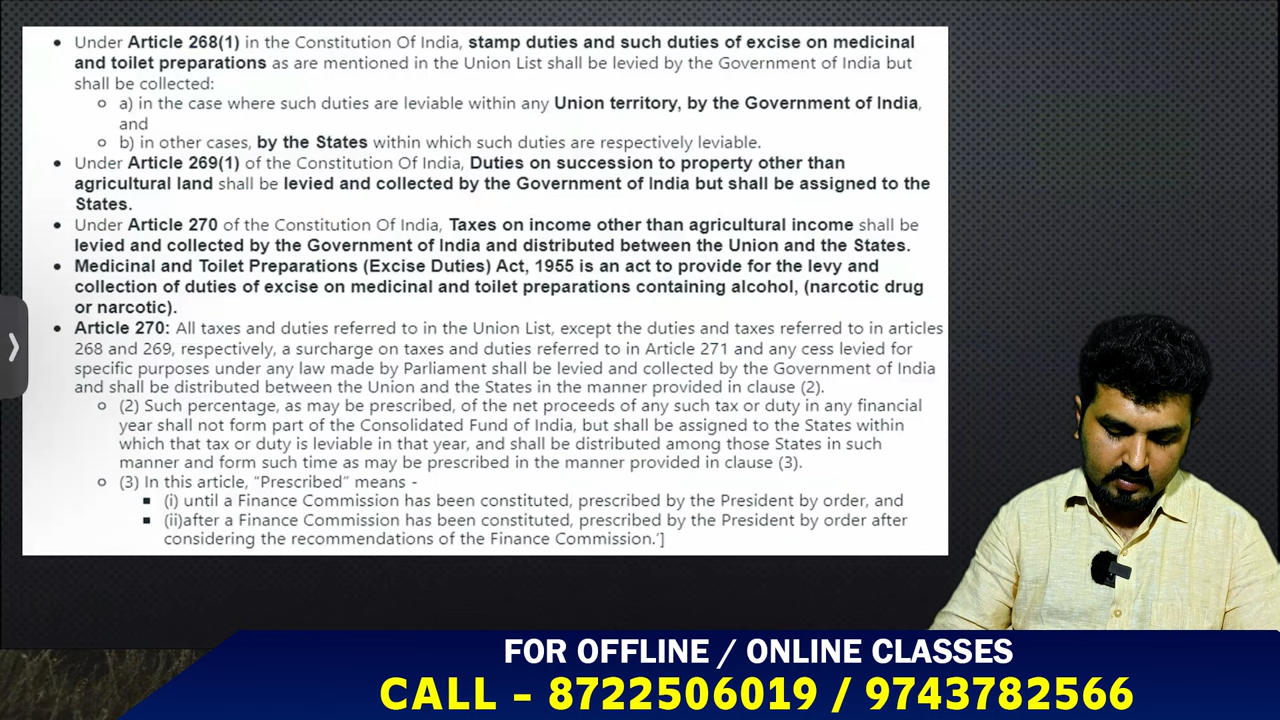 • Under Article 268(1) in the Constitution Of India, stamp duties and such duties of excise on medicinal
and toilet preparations as are mentioned in the Union List shall be levied by the Government of India but
shall be collected:
o a) in the case where such duties are leviable within any Union territory, by the Government of India,
and
o b) in other cases, by the States within which such duties are respectively leviable.
• Under Article 269(1) of the Constitution Of India, Duties on succession to property other than
agricultural land shall be levied and collected by the Government of India but shall be assigned to the
States.
• Under Article 270 of the Constitution Of India, Taxes on income other than agricultural income shall be
levied and collected by the Government of India and distributed between the Union and the States.
• Medicinal and Toilet Preparations (Excise Duties) Act, 1955 is an act to provide for the levy and
collection of duties of excise on medicinal and toilet preparations containing alcohol, (narcotic drug
or narcotic).
• Article 270: All taxes and duties referred to in the Union List, except the duties and taxes referred to in articles
268 and 269, respectively, a surcharge on taxes and duties referred to in Article 271 and any cess levied for
specific purposes under any law made by Parliament shall be levied and collected by the Government of India
and shall be distributed between the Union and the States in the manner provided in clause (2).
o (2) Such percentage, as may be prescribed, of the net proceeds of any such tax or duty in any financial
year shall not form part of the Consolidated Fund of India, but shall be assigned to the States within
which that tax or duty is leviable in that year, and shall be distributed among those States in such
manner and form such time as may be prescribed in the manner provided in clause (3).
o (3) In this article, "Prescribed" means -
▪ (i) until a Finance Commission has been constituted, prescribed by the President by order, and
▪ (ii)after a Finance Commission has been constituted, prescribed by the President by order after
considering the recommendations of the Finance Commission.']
FOR OFFLINE / ONLINE CLASSES
CALL - 8722506019 / 9743782566